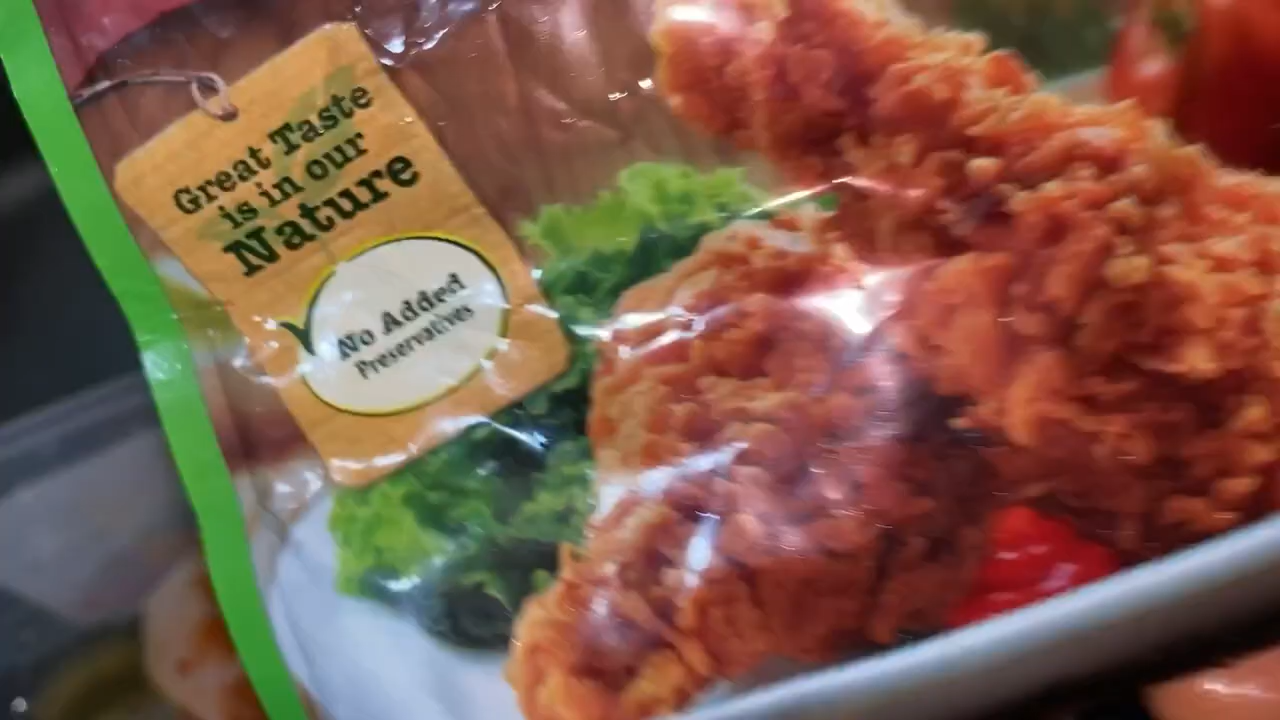 Great Taste
is in our
Nature
No Added
Preservatives